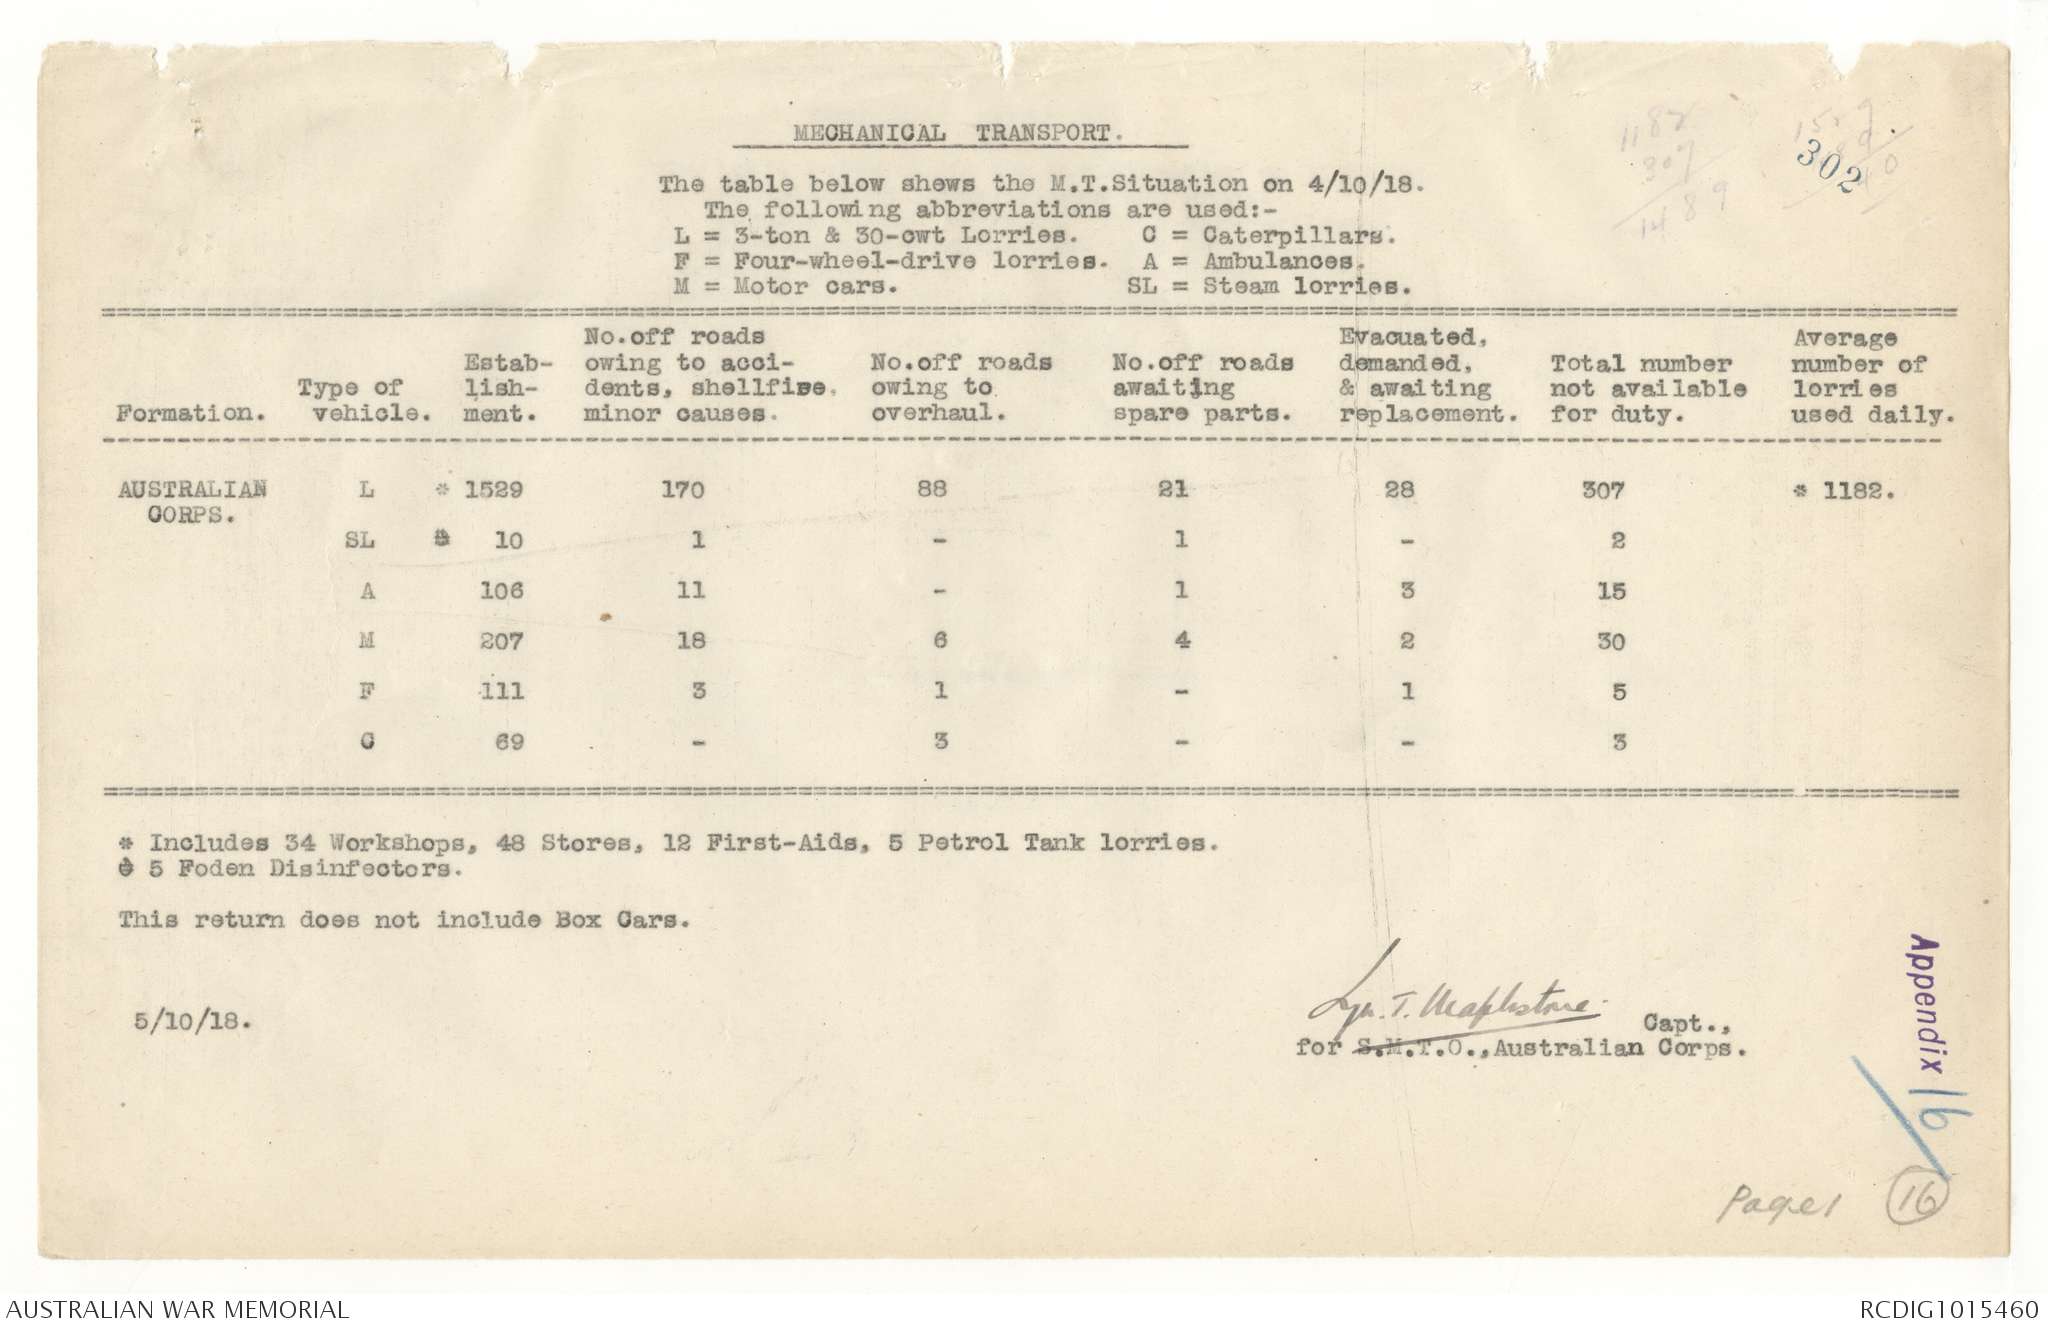 MECHANICAL TRANSPORT.
1182
307
1489
302
The table below shews the M.T.Situation on 4/10/18.
The following abbreviations are used:-
L = 3-ton & 30-cwt Lorries. C = Caterpillars.
F = Four-wheel-drive lorries. A = Ambulances.
M = Motor cars. SL = Steam lorries.
Formation. Type of vehicle. Estab-lish-ment. No.off roads owing to acci-dents, shellfire, minor causes. No.off roads owing to overhaul. No.off roads awaiting spare parts. Evacuated, demanded, & awaiting replacement. Total number not available for duty. Average number of lorries used daily.
AUSTRALIAN L * 1529 170 88 21 28 307 * 1182.
CORPS.
SL 10 1 - 1 - 2
A 106 11 - 1 3 15
M 207 18 6 4 2 30
F 111 3 1 - 1 5
C 69 - 3 - - 3
* Includes 34 Workshops, 48 Stores, 12 First-Aids, 5 Petrol Tank lorries.
5 Foden Disinfectors.
This return does not include Box Cars.
5/10/18.
T. Maplestone
Capt.,
for S.M.T.O.,Australian Corps.
Appendix 16
Page 1 16
AUSTRALIAN WAR MEMORIAL
RCDIG1015460